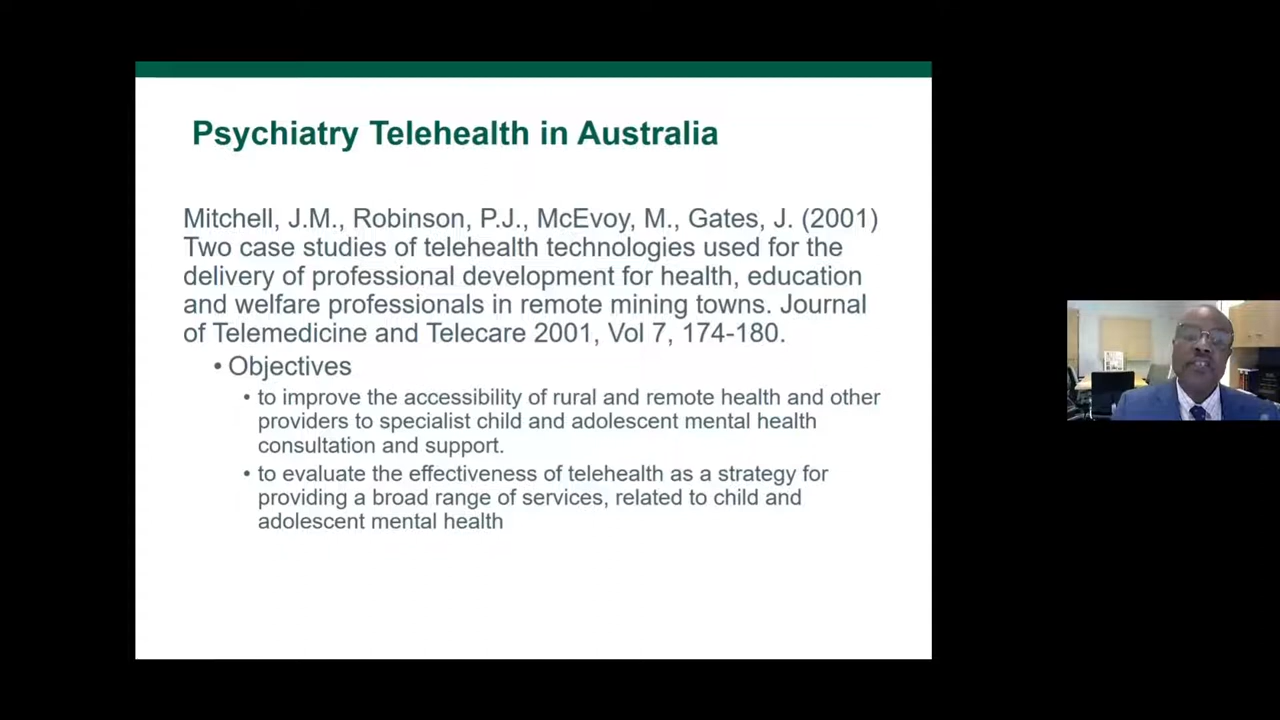 Psychiatry Telehealth in Australia
Mitchell, J.M., Robinson, P.J., McEvoy, M., Gates, J. (2001)
Two case studies of telehealth technologies used for the
delivery of professional development for health, education
and welfare professionals in remote mining towns. Journal
of Telemedicine and Telecare 2001, Vol 7, 174-180.
• Objectives
• to improve the accessibility of rural and remote health and other
providers to specialist child and adolescent mental health
consultation and support.
• to evaluate the effectiveness of telehealth as a strategy for
providing a broad range of services, related to child and
adolescent mental health